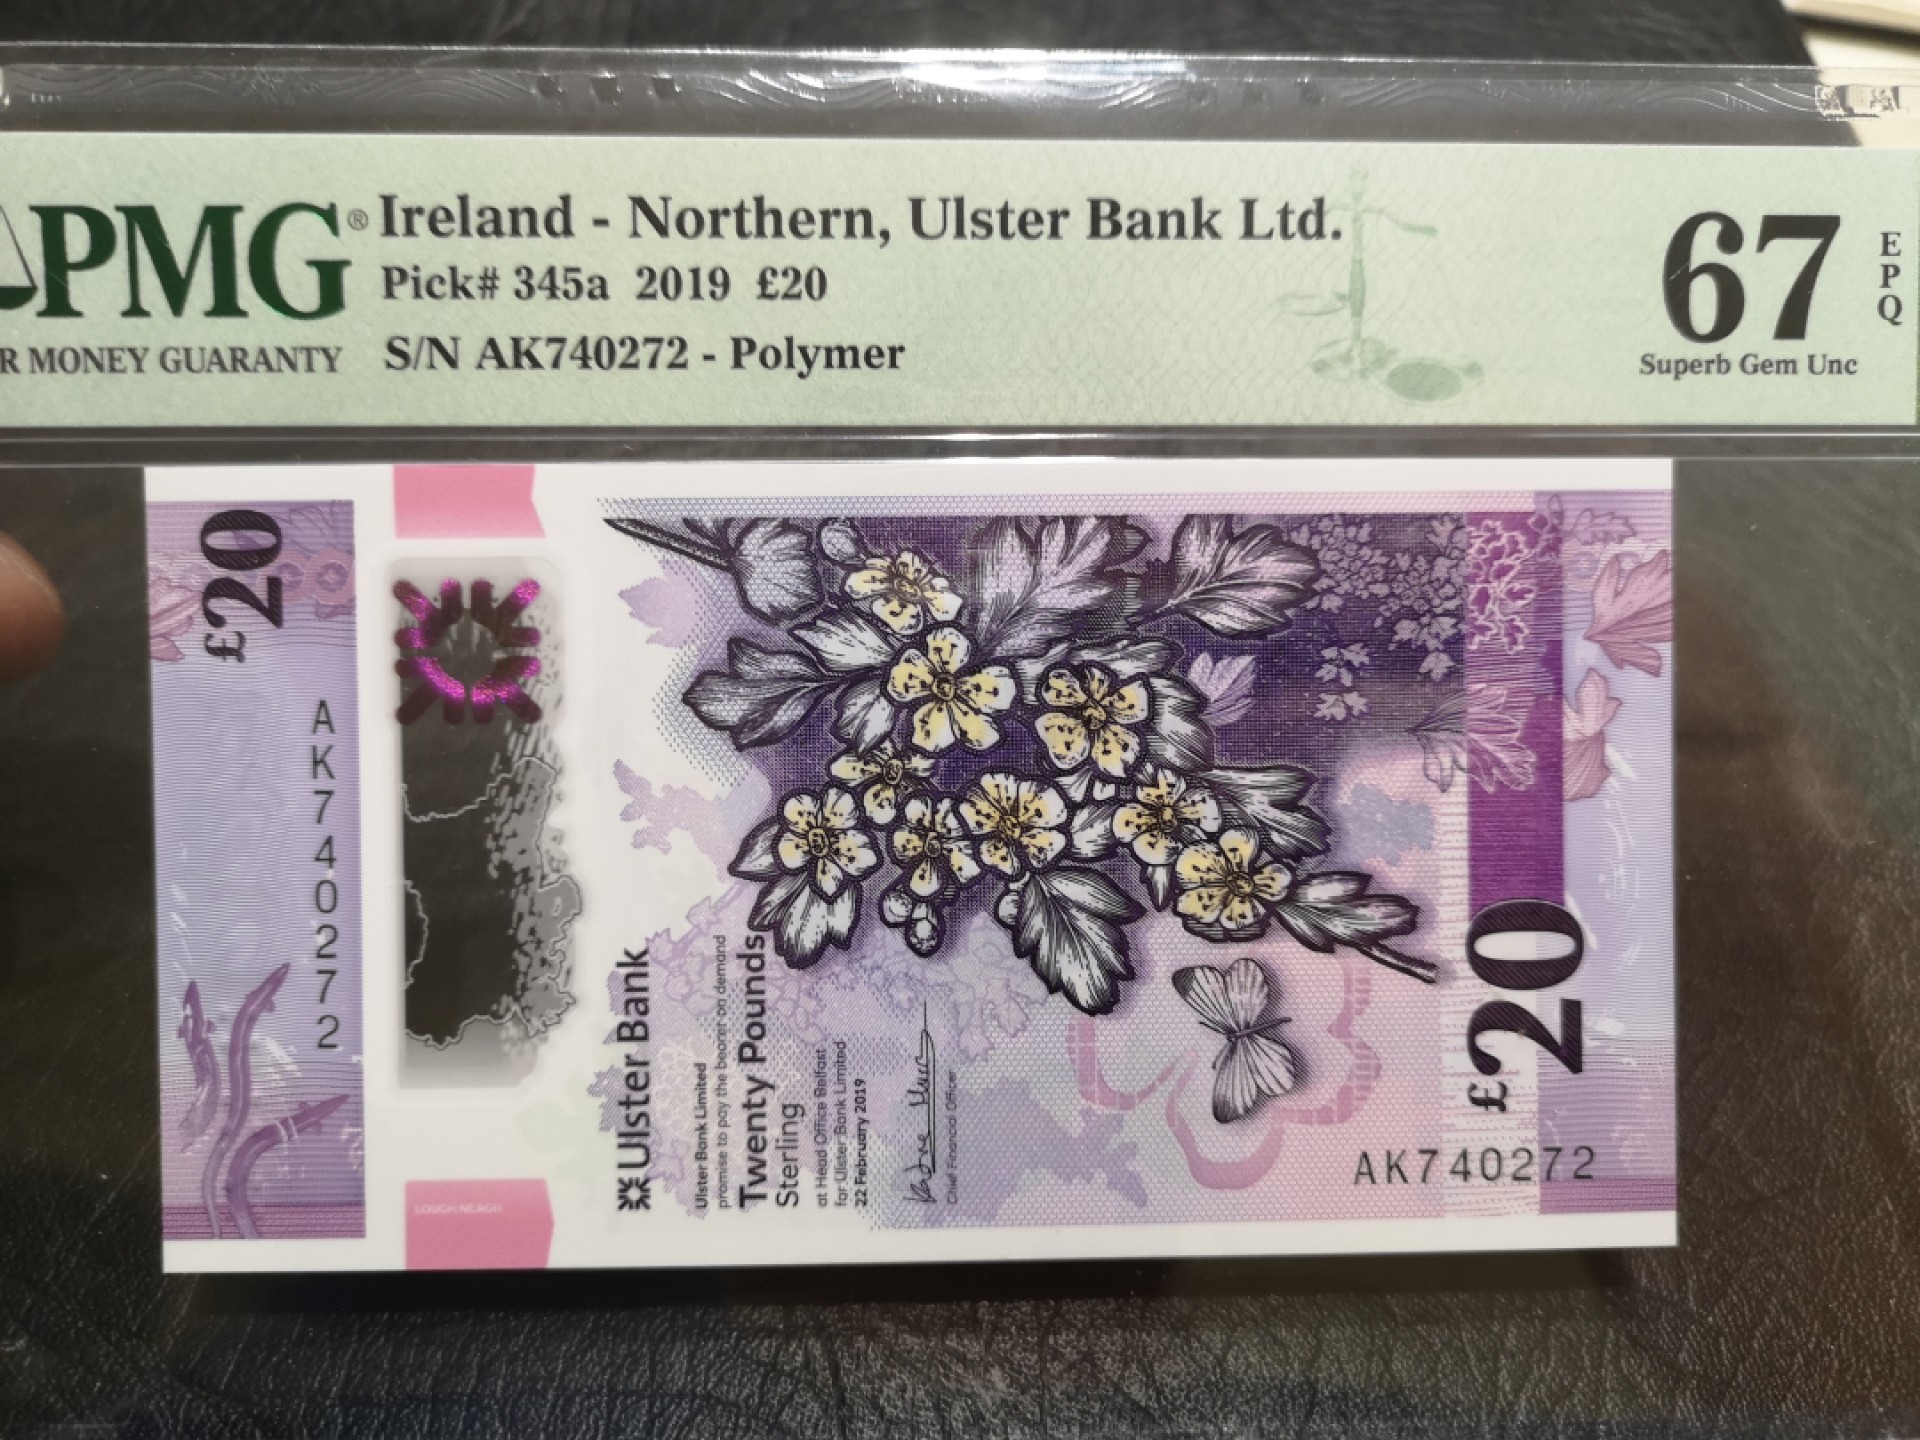 PMG®
R MONEY GUARANTY
Ireland - Northern, Ulster Bank Ltd.
Pick# 345a 2019 £20
S/N AK740272 - Polymer
67
EPQ
Superb Gem Unc
£20
AK740272
LOUGH NEAGH
Ulster Bank
Ulster Bank Limited
promise to pay the bearer on demand
Twenty Pounds
Sterling
at Head Office Belfast
for Ulster Bank Limited
22 February 2019
Chief Financial Officer
£20
AK740272